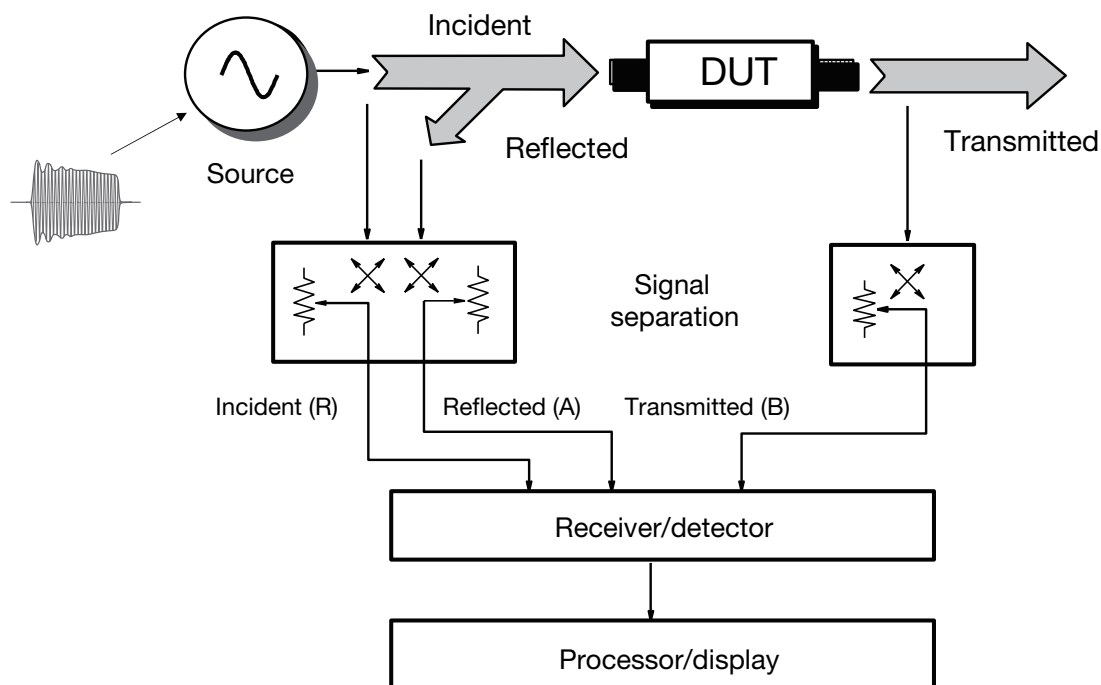 Incident
DUT
Reflected
Transmitted
Source
Signal
separation
Incident (R)
Reflected (A)
Transmitted (B)
Receiver/detector
Processor/display